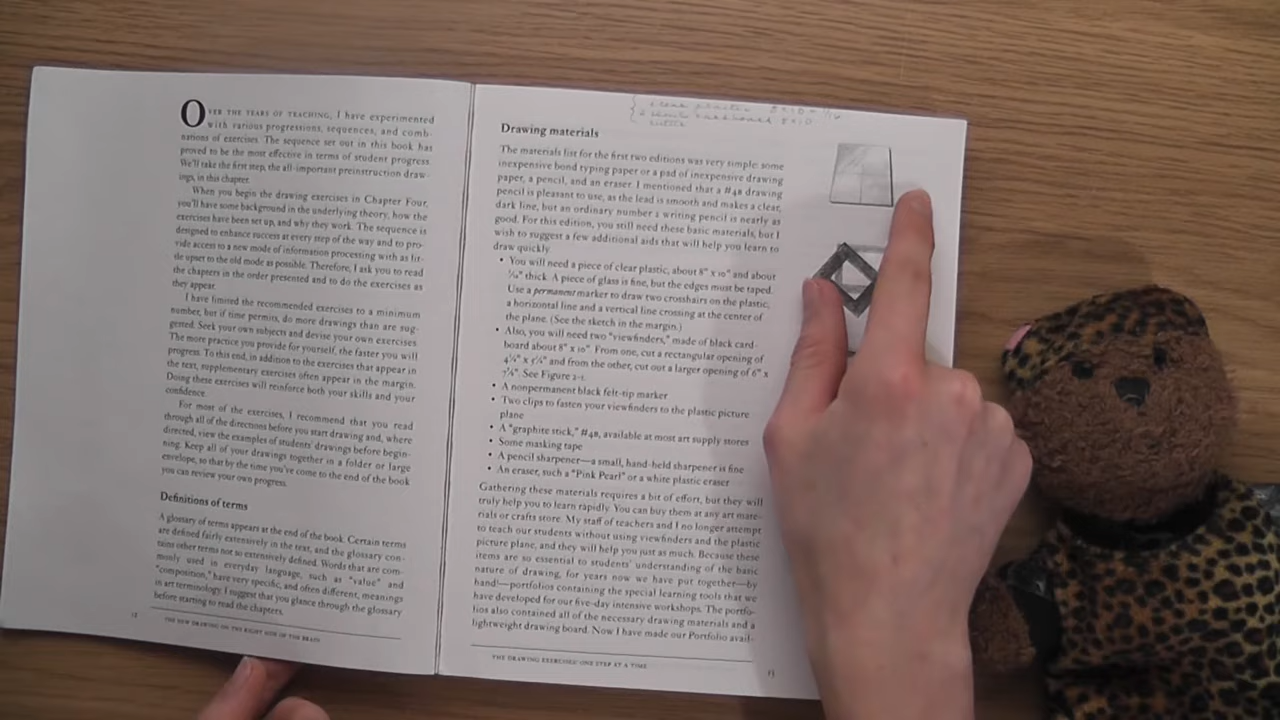 OVER THE YEARS OF TEACHING, I have experimented
with various progressions, sequences, and comb-
nations of exercises. The sequence set out in this book has
proved to be the most effective in terms of student progress.
We'll take the first step, the all-important preinstruction draw-
ings, in this chapter.
When you begin the drawing exercises in Chapter Four,
you'll have some background in the underlying theory, how the
exercises have been set up, and why they work. The sequence is
designed to enhance success at every step of the way and to pro-
vide access to a new mode of information processing with as lit-
tle upset to the old mode as possible. Therefore, I ask you to read
the chapters in the order presented and to do the exercises as
they appear.
I have limited the recommended exercises to a minimum
number, but if time permits, do more drawings than are sug-
gested. Seek your own subjects and devise your own exercises.
The more practice you provide for yourself, the faster you will
progress. To this end, in addition to the exercises that appear in
the text, supplementary exercises often appear in the margin.
Doing these exercises will reinforce both your skills and your
confidence.
For most of the exercises, I recommend that you read
through all of the directions before you start drawing and, where
directed, view the examples of students' drawings before begin-
ning. Keep all of your drawings together in a folder or large
envelope, so that by the time you've come to the end of the book
you can review your own progress.
Definitions of terms
A glossary of terms appears at the end of the book. Certain terms
are defined fairly extensively in the text, and the glossary con-
tains other terms not so extensively defined. Words that are com-
monly used in everyday language, such as "value" and
"composition," have very specific, and often different, meanings
in art terminology. I suggest that you glance through the glossary
before starting to read the chapters.
12 THE NEW DRAWING ON THE RIGHT SIDE OF THE BRAIN
Drawing materials
The materials list for the first two editions was very simple: some
inexpensive bond typing paper or a pad of inexpensive drawing
paper, a pencil, and an eraser. I mentioned that a #4B drawing
pencil is pleasant to use, as the lead is smooth and makes a clear,
dark line, but an ordinary number 2 writing pencil is nearly as
good. For this edition, you still need these basic materials, but I
wish to suggest a few additional aids that will help you learn to
draw quickly.
• You will need a piece of clear plastic, about 8" x 10" and about
1/16" thick. A piece of glass is fine, but the edges must be taped.
Use a permanent marker to draw two crosshairs on the plastic,
a horizontal line and a vertical line crossing at the center of
the plane. (See the sketch in the margin.)
• Also, you will need two "viewfinders," made of black card-
board about 8" x 10". From one, cut a rectangular opening of
4¼" x 5¼" and from the other, cut out a larger opening of 6" x
7¾". See Figure 2-1.
• A nonpermanent black felt-tip marker
• Two clips to fasten your viewfinders to the plastic picture
plane
• A "graphite stick," #4B, available at most art supply stores
• Some masking tape
• A pencil sharpener—a small, hand-held sharpener is fine
• An eraser, such as a "Pink Pearl" or a white plastic eraser
Gathering these materials requires a bit of effort, but they will
truly help you to learn rapidly. You can buy them at any art mate-
rials or crafts store. My staff of teachers and I no longer attempt
to teach our students without using viewfinders and the plastic
picture plane, and they will help you just as much. Because these
items are so essential to students' understanding of the basic
nature of drawing, for years now we have put together—by
hand!—portfolios containing the special learning tools that we
have developed for our five-day intensive workshops. The portfo-
lios also contained all of the necessary drawing materials and a
lightweight drawing board. Now I have made our Portfolio avail-
THE DRAWING EXERCISES: ONE STEP AT A TIME 13